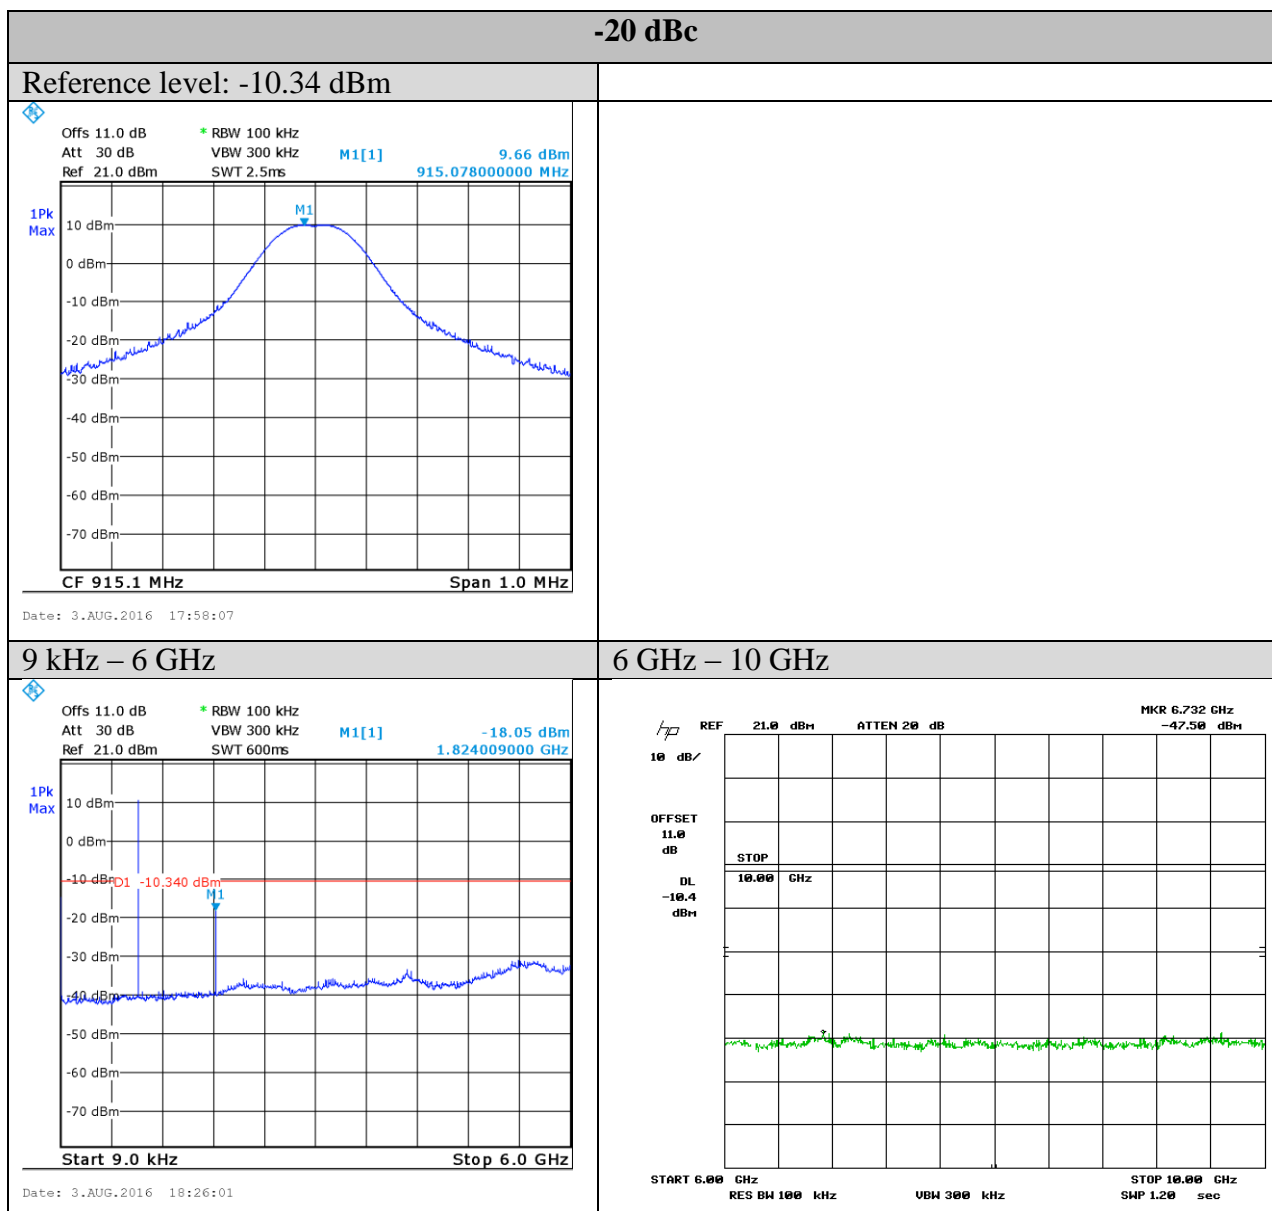 -20 dBc
Reference level: -10.34 dBm
Offs 11.0 dB * RBW 100 kHz
Att 30 dB VBW 300 kHz M1[1] 9.66 dBm
Ref 21.0 dBm SWT 2.5ms 915.078000000 MHz
1Pk
Max
M1
10 dBm
0 dBm
-10 dBm
-20 dBm
-30 dBm
-40 dBm
-50 dBm
-60 dBm
-70 dBm
CF 915.1 MHz Span 1.0 MHz
Date: 3.AUG.2016 17:58:07
9 kHz – 6 GHz
Offs 11.0 dB * RBW 100 kHz
Att 30 dB VBW 300 kHz M1[1] -18.05 dBm
Ref 21.0 dBm SWT 600ms 1.824009000 GHz
1Pk
Max
10 dBm
0 dBm
-10 dBm D1 -10.340 dBm
M1
-20 dBm
-30 dBm
-40 dBm
-50 dBm
-60 dBm
-70 dBm
Start 9.0 kHz Stop 6.0 GHz
Date: 3.AUG.2016 18:26:01
6 GHz – 10 GHz
MKR 6.732 GHz
hp REF 21.0 dBm ATTEN 20 dB -47.50 dBm
10 dB/
OFFSET
11.0
dB
STOP
10.00 GHz
DL
-10.4
dBm
START 6.00 GHz STOP 10.00 GHz
RES BW 100 kHz VBW 300 kHz SWP 1.20 sec